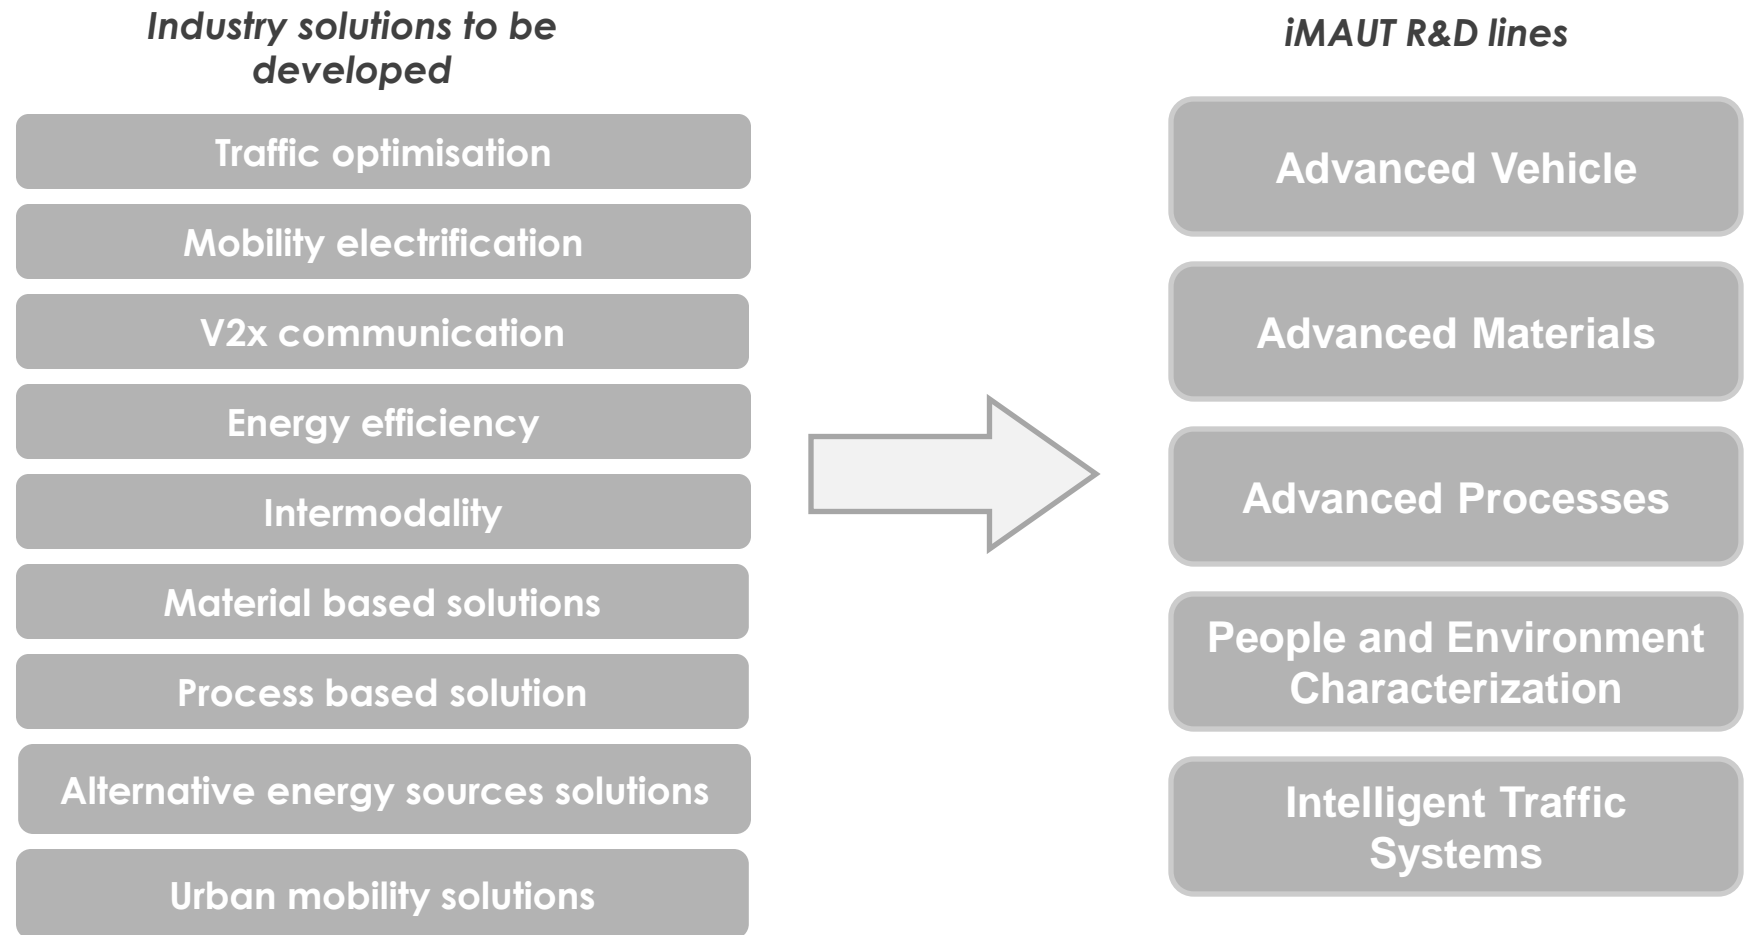 Industry solutions to be
developed
Traffic optimisation
Mobility electrification
V2x communication
Energy efficiency
Intermodality
Material based solutions
Process based solution
Alternative energy sources solutions
Urban mobility solutions
iMAUT R&D lines
Advanced Vehicle
Advanced Materials
Advanced Processes
People and Environment
Characterization
Intelligent Traffic
Systems